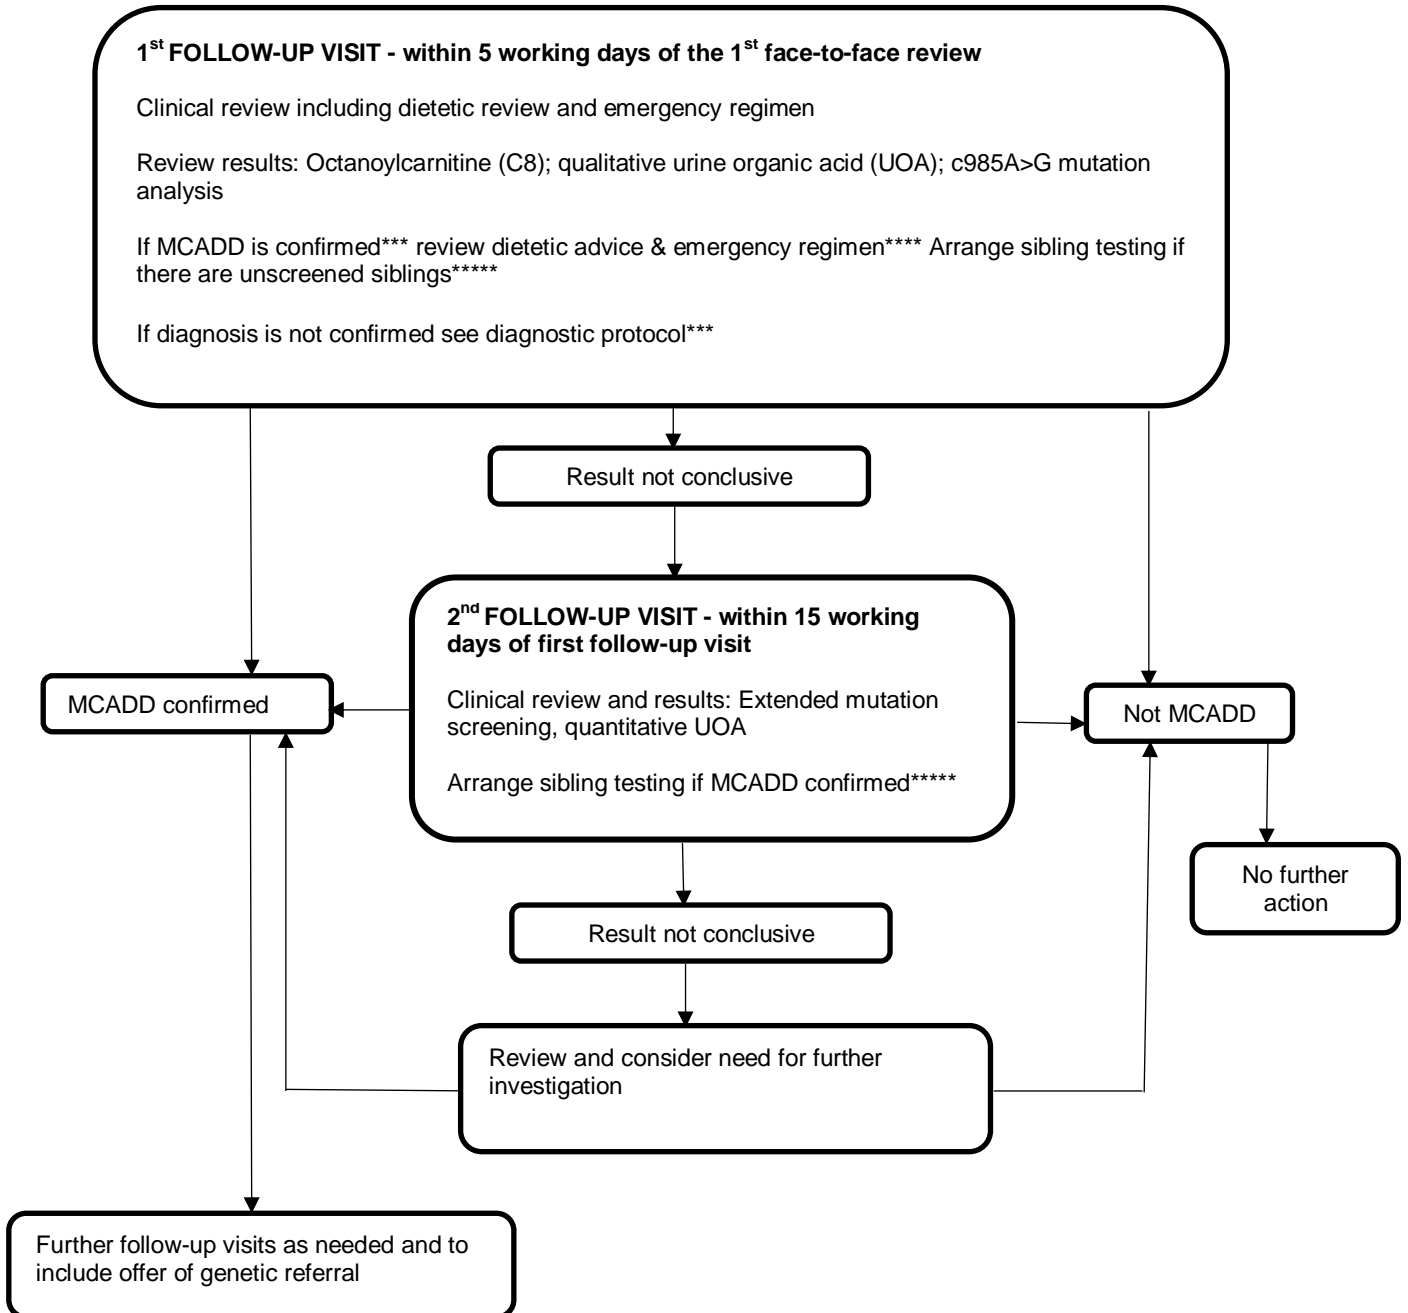 1st FOLLOW-UP VISIT - within 5 working days of the 1st face-to-face review
Clinical review including dietetic review and emergency regimen
Review results: Octanoylcarnitine (C8); qualitative urine organic acid (UOA); c985A>G mutation
analysis
If MCADD is confirmed*** review dietetic advice & emergency regimen**** Arrange sibling testing if
there are unscreened siblings*****
If diagnosis is not confirmed see diagnostic protocol***
Result not conclusive
2nd FOLLOW-UP VISIT - within 15 working
days of first follow-up visit
Clinical review and results: Extended mutation
screening, quantitative UOA
Arrange sibling testing if MCADD confirmed*****
MCADD confirmed
Not MCADD
No further
action
Result not conclusive
Review and consider need for further
investigation
Further follow-up visits as needed and to
include offer of genetic referral